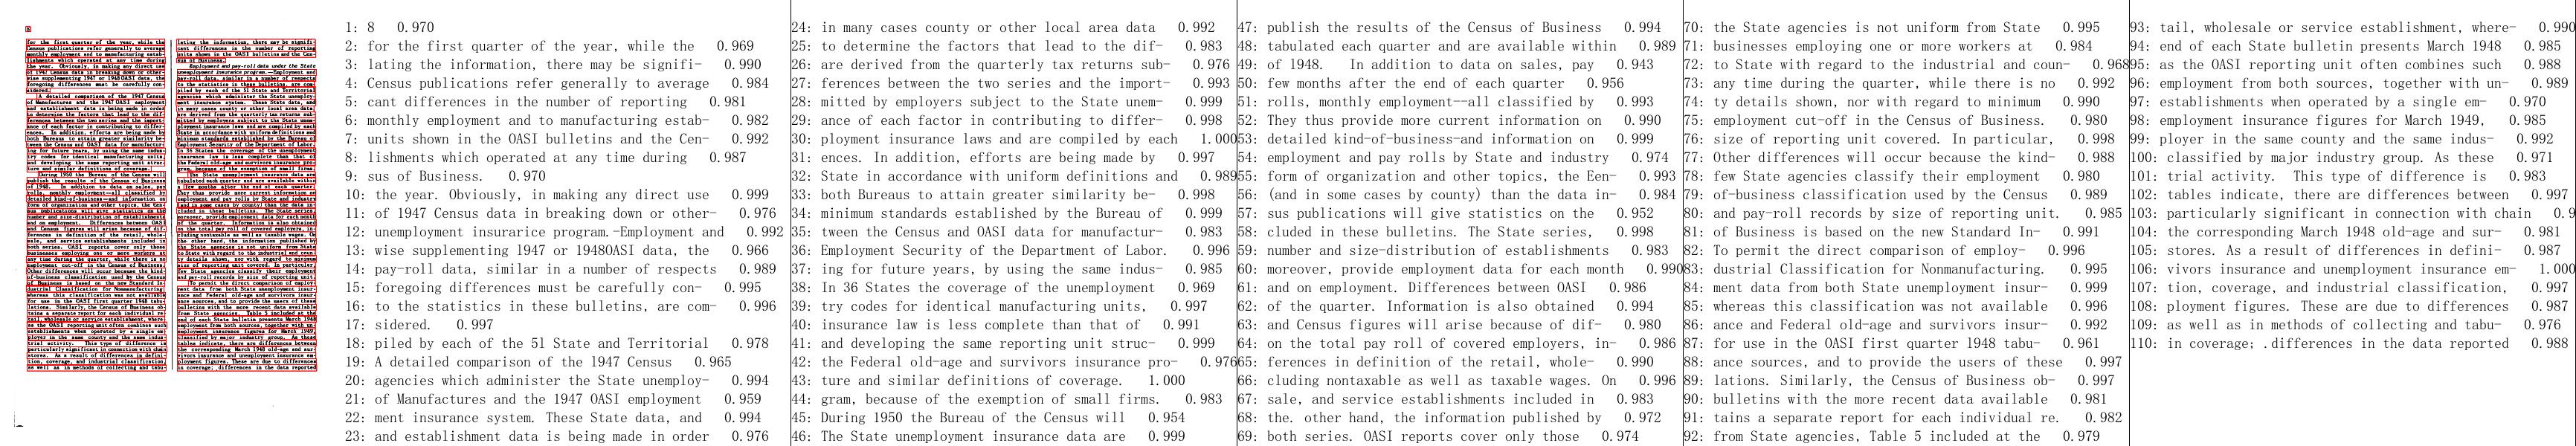 1: 8 0.970
2: for the first quarter of the year, while the 0.969
3: lating the information, there may be signifi- 0.990
4: Census publications refer generally to average 0.984
5: cant differences in the number of reporting 0.981
6: monthly employment and to manufacturing estab- 0.982
7: units shown in the OASI bulletins and the Cen- 0.992
8: lishments which operated at any time during 0.987
9: sus of Business. 0.970
10: the year. Obviously, in making any direct use 0.999
11: of 1947 Census data in breaking down or other- 0.976
12: unemployment insurarice program.-Employment and 0.992
13: wise supplementing 1947 or 1948OASI data, the 0.966
14: pay-roll data, similar in a number of respects 0.989
15: foregoing differences must be carefully con- 0.995
16: to the statistics in these bulletins, are com- 0.996
17: sidered. 0.997
18: piled by each of the 5l State and Territorial 0.978
19: A detailed comparison of the 1947 Census 0.965
20: agencies which administer the State unemploy- 0.994
21: of Manufactures and the 1947 OASI employment 0.959
22: ment insurance system. These State data, and 0.994
23: and establishment data is being made in order 0.976
24: in many cases county or other local area data 0.992
25: to determine the factors that lead to the dif- 0.983
26: are derived from the quarterly tax returns sub- 0.976
27: ferences between the two series and the import- 0.993
28: mitted by employers subject to the State unem- 0.999
29: ance of each factor in contributing to differ- 0.998
30: ployment insurance laws end are compiled by each 1.000
31: ences. In addition, efforts are being made by 0.997
32: State in accordance with uniform definitions and 0.989
33: both Bureaus to attain greater similarity be- 0.998
34: minimum standards established by the Bureau of 0.999
35: tween the Census and OASI data for manufactur- 0.983
36: Employment Security of the Department of Labor. 0.996
37: ing for future years, by using the same indus- 0.985
38: In 36 States the coverage of the unemployment 0.969
39: try codes for identical manufacturing units, 0.997
40: insurance law is less complete than that of 0.991
41: in developing the same reporting unit struc- 0.999
42: the Federal old-age and survivors insurance pro- 0.976
43: ture and similar definitions of coverage. 1.000
44: gram, because of the exemption of small firms. 0.983
45: During 1950 the Bureau of the Census will 0.954
46: The State unemployment insurance data are 0.999
47: publish the results of the Census of Business 0.994
48: tabulated each quarter and are available within 0.989
49: of 1948. In addition to data on sales, pay 0.943
50: few months after the end of each quarter 0.956
51: rolls, monthly employment--all classified by 0.993
52: They thus provide more current information on 0.990
53: detailed kind-of-business-and information on 0.999
54: employment and pay rolls by State and industry 0.974
55: form of organization and other topics, the Een- 0.993
56: (and in some cases by county) than the data in- 0.984
57: sus publications will give statistics on the 0.952
58: cluded in these bulletins. The State series, 0.998
59: number and size-distribution of establishments 0.983
60: moreover, provide employment data for each month 0.990
61: and on employment. Differences between OASI 0.986
62: of the quarter. Information is also obtained 0.994
63: and Census figures will arise because of dif- 0.980
64: on the total pay roll of covered employers, in- 0.986
65: ferences in definition of the retail, whole- 0.990
66: cluding nontaxable as well as taxable wages. On 0.996
67: sale, and service establishments included in 0.983
68: the. other hand, the information published by 0.972
69: both series. OASI reports cover only those 0.974
70: the State agencies is not uniform from State 0.995
71: businesses employing one or more workers at 0.984
72: to State with regard to the industrial and coun- 0.968
73: any time during the quarter, while there is no 0.992
74: ty details shown, nor with regard to minimum 0.990
75: employment cut-off in the Census of Business. 0.980
76: size of reporting unit covered. In particular, 0.998
77: Other differences will occur because the kind- 0.988
78: few State agencies classify their employment 0.980
79: of-business classification used by the Census 0.989
80: and pay-roll records by size of reporting unit. 0.985
81: of Business is based on the new Standard In- 0.991
82: To permit the direct comparison of employ- 0.996
83: dustrial Classification for Nonmanufacturing. 0.995
84: ment data from both State unemployment insur- 0.999
85: whereas this classification was not available 0.996
86: ance and Federal old-age and survivors insur- 0.992
87: for use in the OASI first quarter l948 tabu- 0.961
88: ance sources, and to provide the users of these 0.997
89: lations. Similarly, the Census of Business ob- 0.997
90: bulletins with the more recent data available 0.981
91: tains a separate report for each individual re. 0.982
92: from State agencies, Table 5 included at the 0.979
93: tail, wholesale or service establishment, where- 0.990
94: end of each State bulletin presents March 1948 0.985
95: as the OASI reporting unit often combines such 0.988
96: employment from both sources, together with un- 0.989
97: establishments when operated by a single em- 0.970
98: employment insurance figures for March 1949, 0.985
99: ployer in the same county and the same indus- 0.992
100: classified by major industry group. As these 0.971
101: trial activity. This type of difference is 0.983
102: tables indicate, there are differences between 0.997
103: particularly significant in connection with chain 0.9
104: the corresponding March 1948 old-age and sur- 0.981
105: stores. As a result of differences in defini- 0.987
106: vivors insurance and unemployment insurance em- 1.000
107: tion, coverage, and industrial classification, 0.997
108: ployment figures. These are due to differences 0.987
109: as well as in methods of collecting and tabu- 0.976
110: in coverage; .differences in the data reported 0.988